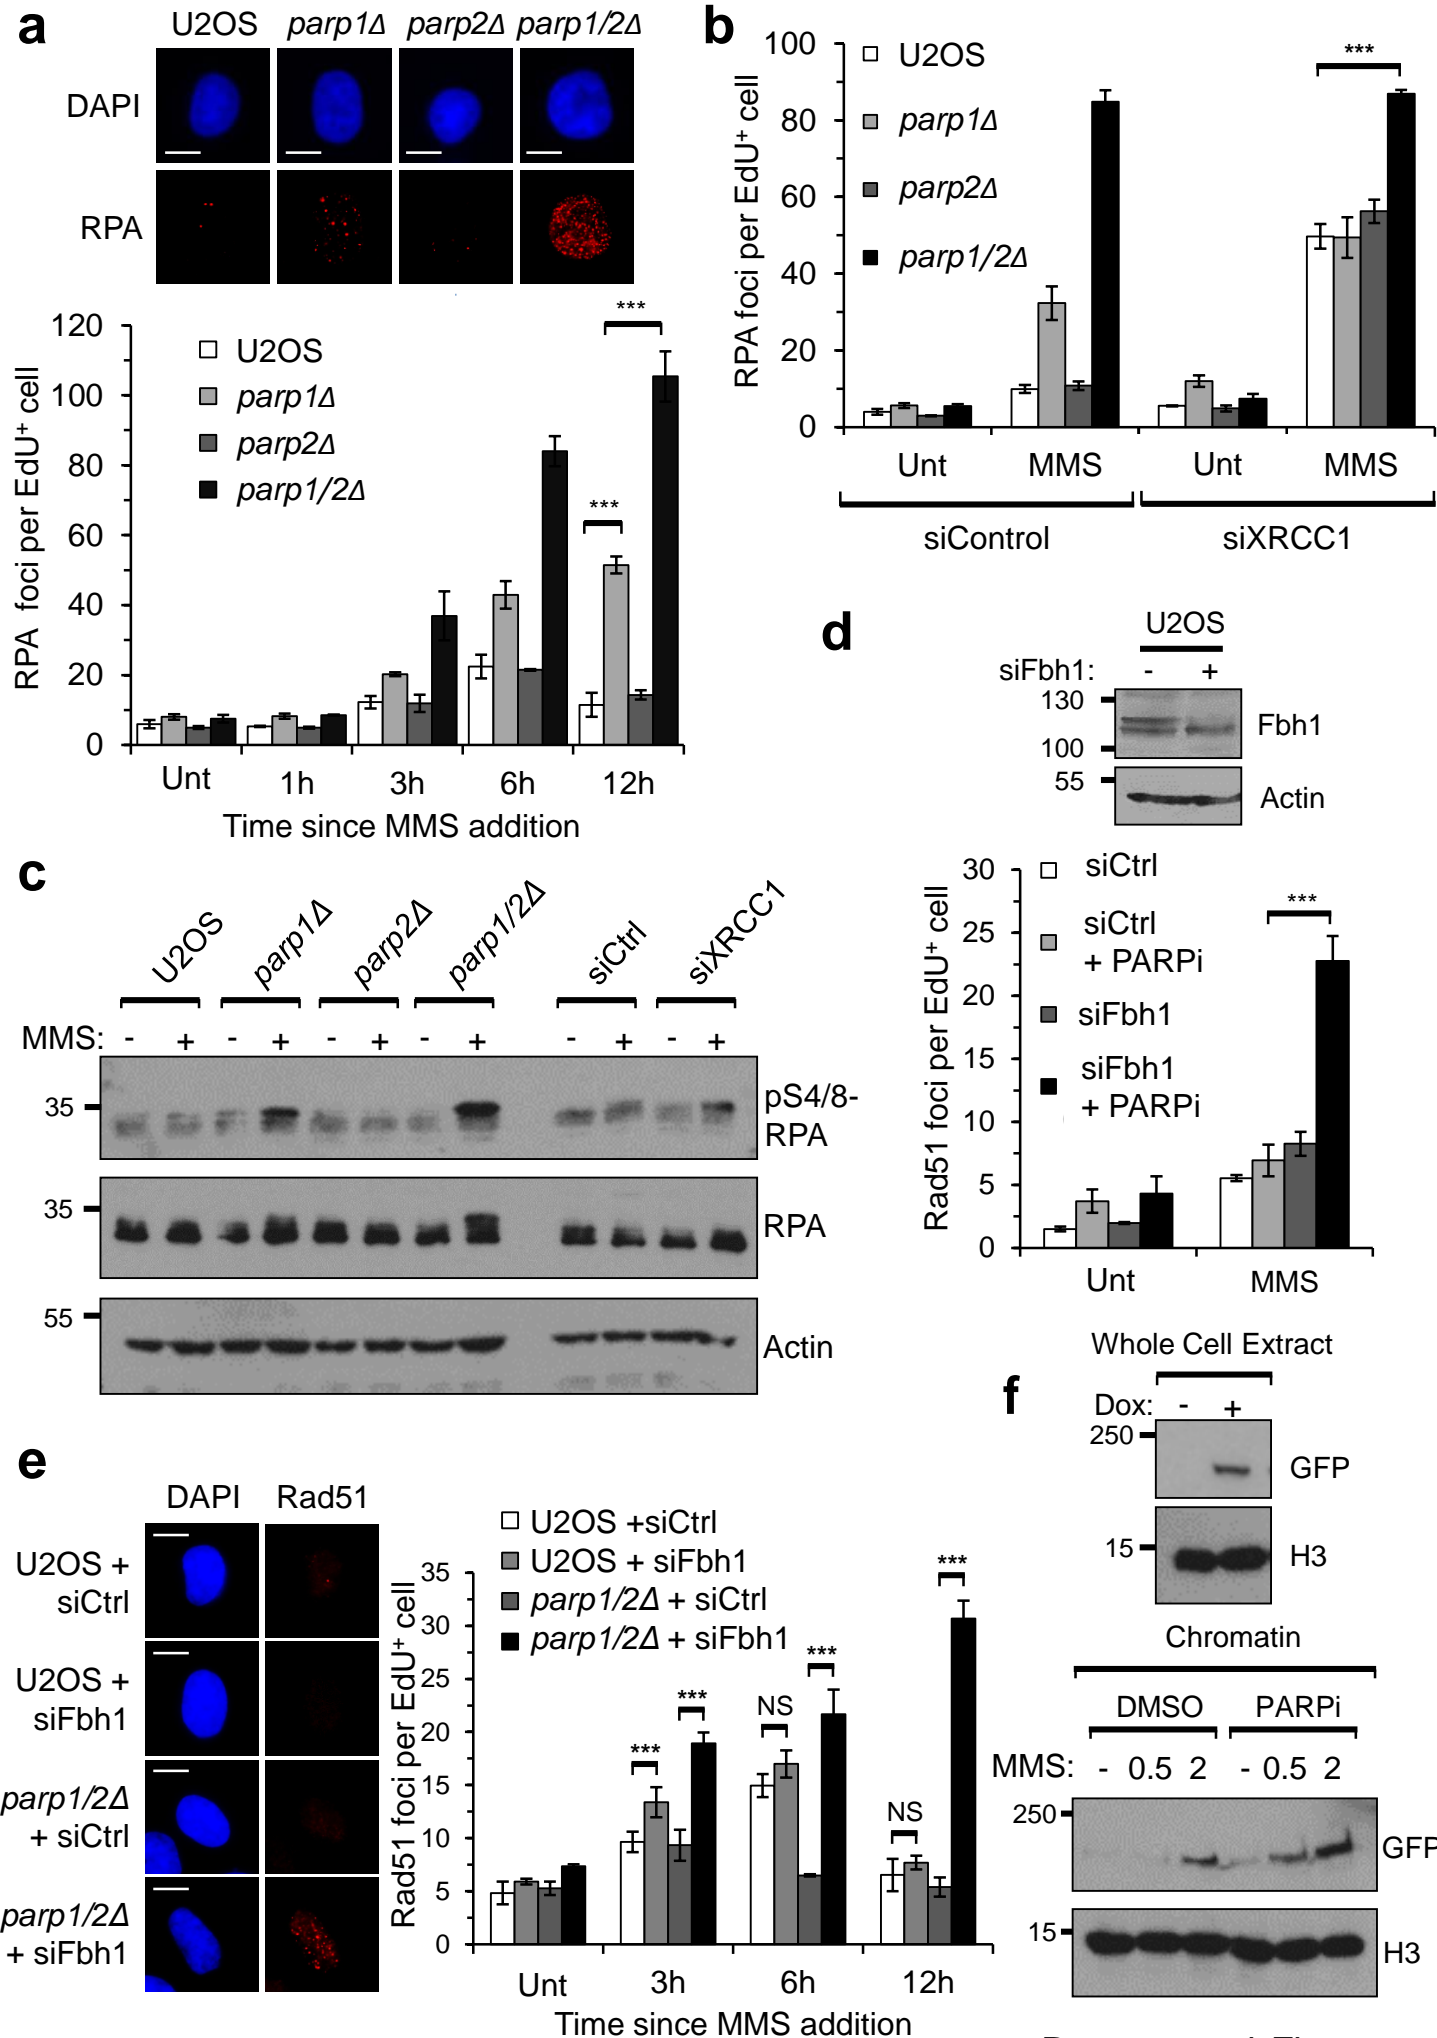 a
U2OS parp1Δ parp2Δ parp1/2Δ
DAPI
RPA
RPA foci per EdU⁺ cell
120
100
80
60
40
20
0
U2OS
parp1Δ
parp2Δ
parp1/2Δ
***
***
Unt 1h 3h 6h 12h
Time since MMS addition
b
RPA foci per EdU⁺ cell
100
80
60
40
20
0
U2OS
parp1Δ
parp2Δ
parp1/2Δ
***
Unt MMS Unt MMS
siControl siXRCC1
c
U2OS parp1Δ parp2Δ parp1/2Δ siCtrl siXRCC1
MMS: - + - + - + - + - + - +
35
pS4/8-
RPA
35
RPA
55
Actin
d
U2OS
siFbh1: - +
130
100
Fbh1
55
Actin
Rad51 foci per EdU⁺ cell
30
25
20
15
10
5
0
siCtrl
siCtrl
+ PARPi
siFbh1
siFbh1
+ PARPi
***
Unt MMS
e
DAPI Rad51
U2OS +
siCtrl
U2OS +
siFbh1
parp1/2Δ
+ siCtrl
parp1/2Δ
+ siFbh1
Rad51 foci per EdU⁺ cell
35
30
25
20
15
10
5
0
U2OS +siCtrl
U2OS + siFbh1
parp1/2Δ + siCtrl
parp1/2Δ + siFbh1
***
***
NS
***
NS
***
Unt 3h 6h 12h
Time since MMS addition
f
Whole Cell Extract
Dox: - +
250
GFP
15
H3
Chromatin
DMSO PARPi
MMS: - 0.5 2 - 0.5 2
250
GFP
15
H3